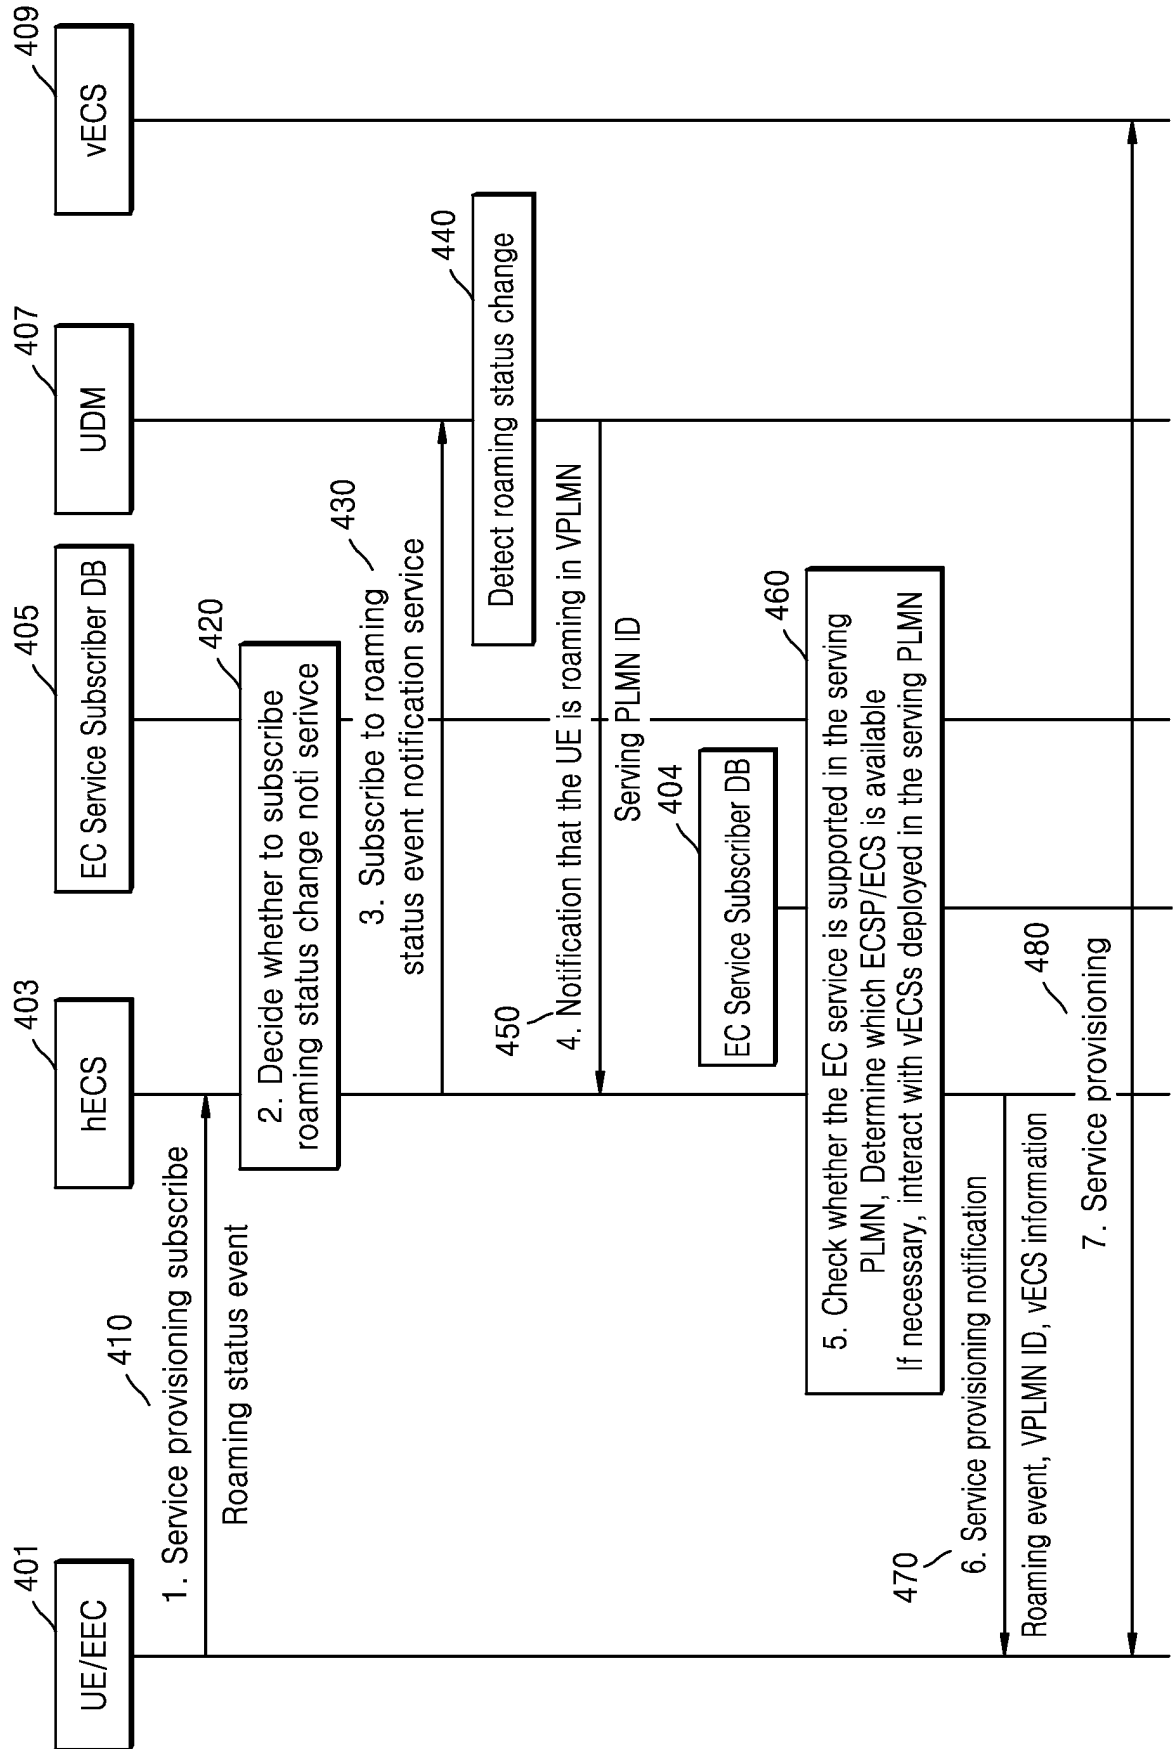 401
UE/EEC
403
hECS
405
EC Service Subscriber DB
407
UDM
409
vECS
410
1. Service provisioning subscribe
Roaming status event
420
2. Decide whether to subscribe
roaming status change noti serivce
430
3. Subscribe to roaming
status event notification service
440
Detect roaming status change
450
4. Notification that the UE is roaming in VPLMN
Serving PLMN ID
404
EC Service Subscriber DB
460
5. Check whether the EC service is supported in the serving
PLMN, Determine which ECSP/ECS is available
If necessary, interact with vECSs deployed in the serving PLMN
470
6. Service provisioning notification
Roaming event, VPLMN ID, vECS information
480
7. Service provisioning